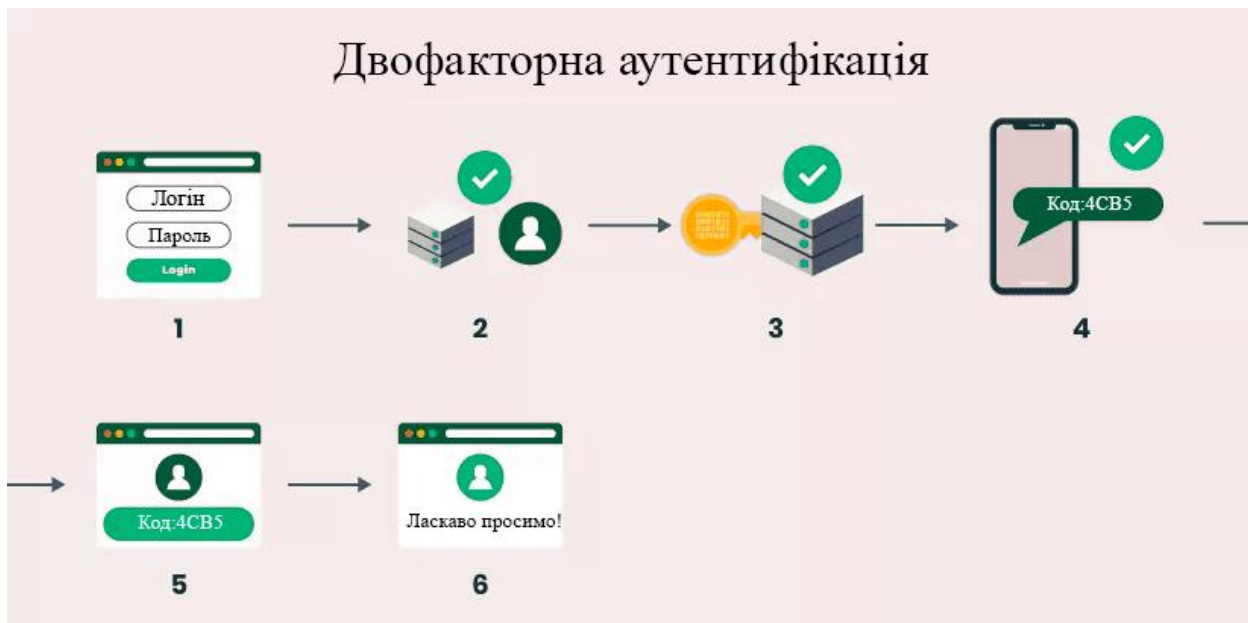 Двофакторна аутентифікація
Логін
Пароль
Login
1
2
3
Код:4CB5
4
Код:4CB5
5
Ласкаво просимо!
6